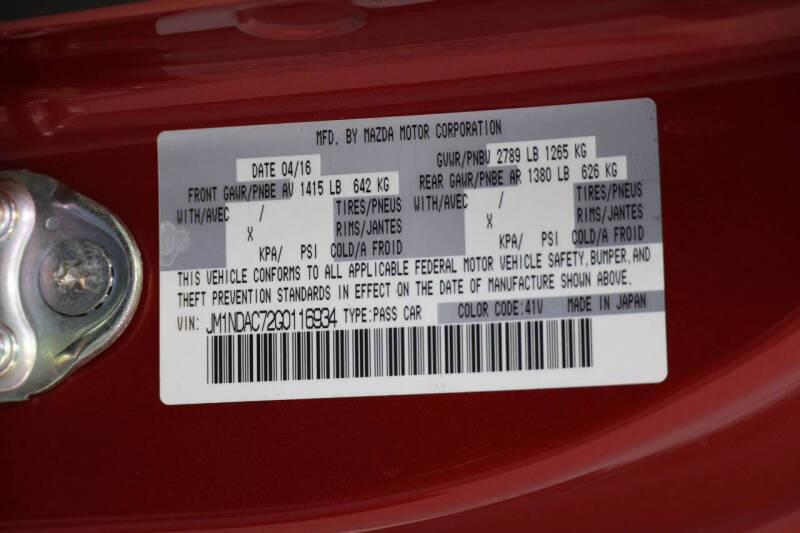 MFD. BY MAZDA MOTOR CORPORATION
DATE 04/16 GVWR/PNBV 2789 LB 1265 KG
FRONT GAWR/PNBE AV 1415 LB 642 KG REAR GAWR/PNBE AR 1380 LB 626 KG
WITH/AVEC / TIRES/PNEUS WITH/AVEC / TIRES/PNEUS
X RIMS/JANTES X RIMS/JANTES
KPA/ PSI COLD/A FROID KPA/ PSI COLD/A FROID
THIS VEHICLE CONFORMS TO ALL APPLICABLE FEDERAL MOTOR VEHICLE SAFETY, BUMPER, AND
THEFT PREVENTION STANDARDS IN EFFECT ON THE DATE OF MANUFACTURE SHOWN ABOVE.
VIN: JM1NDAC72G0116934 TYPE: PASS CAR COLOR CODE: 41V MADE IN JAPAN